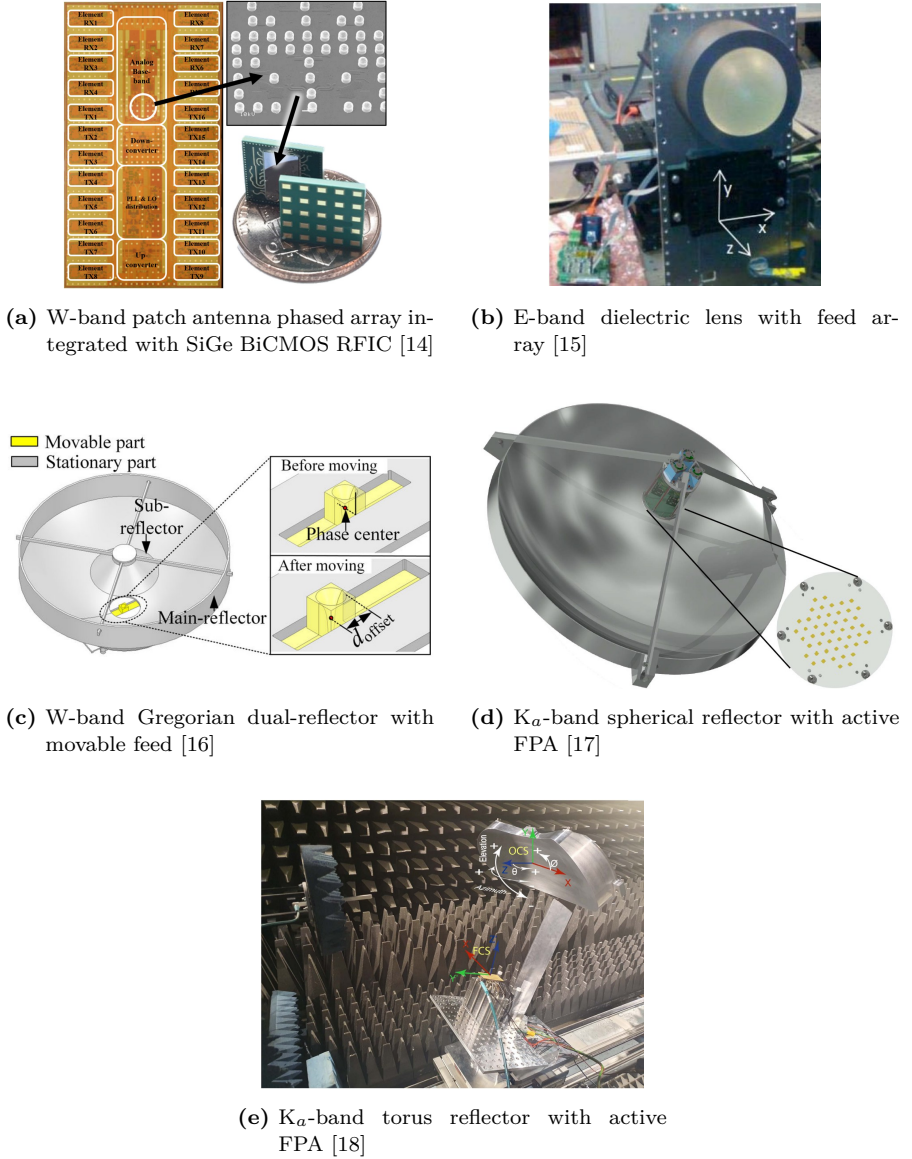 Element RX1
Element RX2
Element RX3
Element RX4
Element TX1
Element TX2
Element TX3
Element TX4
Element TX5
Element TX6
Element TX7
Element TX8
Analog Base-band
Down-converter
PLL & LO distribution
Up-converter
Element RX8
Element RX7
Element RX6
Element TX16
Element TX15
Element TX14
Element TX13
Element TX12
Element TX11
Element TX10
Element TX9
y
x
z
(a) W-band patch antenna phased array in-
tegrated with SiGe BiCMOS RFIC [14]
(b) E-band dielectric lens with feed ar-
ray [15]
Movable part
Stationary part
Sub-
reflector
Main-reflector
Before moving
Phase center
After moving
d offset
(c) W-band Gregorian dual-reflector with
movable feed [16]
(d) Kₐ-band spherical reflector with active
FPA [17]
Elevation
Azimuth
OCS
Z
θ
Ø
X
FCS
Y
(e) Kₐ-band torus reflector with active
FPA [18]